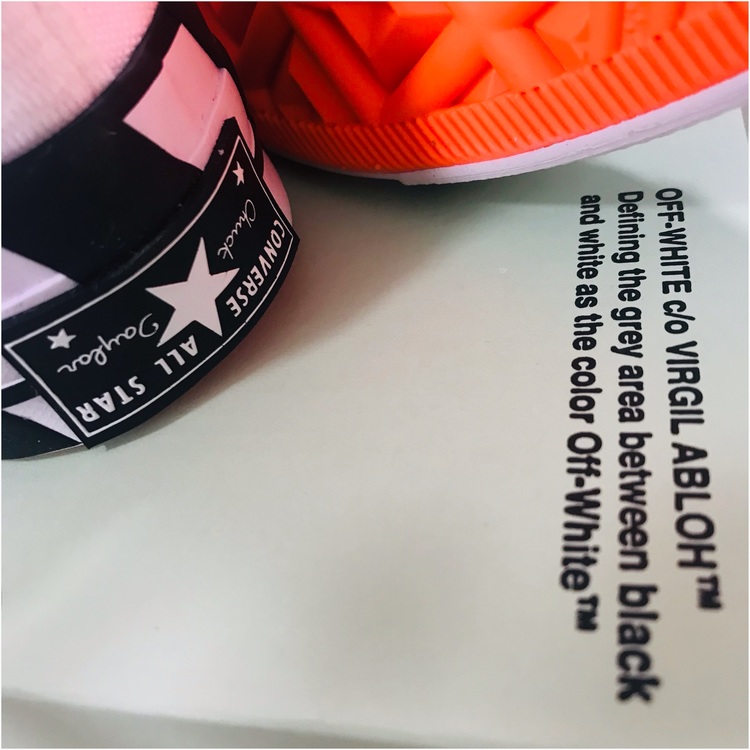 CONVERSE
Chuck Taylor
ALL STAR
OFF-WHITE c/o VIRGIL ABLOH™
Defining the grey area between black
and white as the color Off-White™